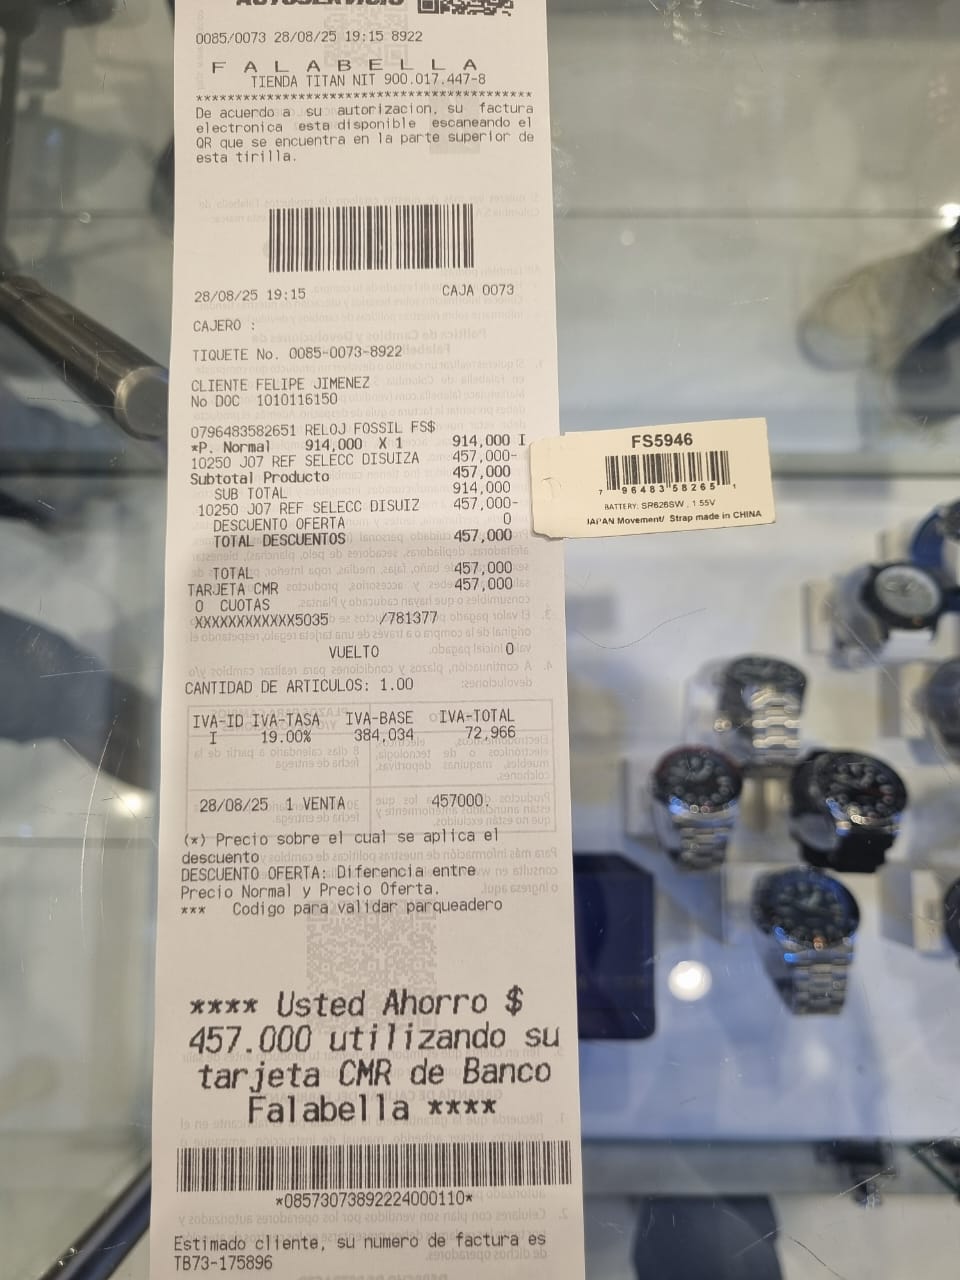 AUTOSERVICIO
0085/0073 28/08/25 19:15 8922
F A L A B E L L A
TIENDA TITAN NIT 900.017.447-8
****************************************
De acuerdo a su autorizacion, su factura
electronica esta disponible escaneando el
QR que se encuentra en la parte superior de
esta tirilla.
28/08/25 19:15 CAJA 0073
CAJERO :
TIQUETE No. 0085-0073-8922
CLIENTE FELIPE JIMENEZ
No DOC 1010116150
0796483582651 RELOJ FOSSIL FS$
*P. Normal 914,000 X 1 914,000 I
10250 J07 REF SELECC DISUIZA 457,000-
Subtotal Producto 457,000
SUB TOTAL 914,000
10250 J07 REF SELECC DISUIZ 457,000-
DESCUENTO OFERTA 0
TOTAL DESCUENTOS 457,000
TOTAL 457,000
TARJETA CMR 457,000
0 CUOTAS
XXXXXXXXXXXX5035 /781377
VUELTO 0
CANTIDAD DE ARTICULOS: 1.00
IVA-ID IVA-TASA IVA-BASE IVA-TOTAL
I 19.00% 384,034 72,966
28/08/25 1 VENTA 457000
(*) Precio sobre el cual se aplica el
descuento
DESCUENTO OFERTA: Diferencia entre
Precio Normal y Precio Oferta.
*** Codigo para validar parqueadero
**** Usted Ahorro $
457.000 utilizando su
tarjeta CMR de Banco
Falabella ****
*08573073892224000110*
Estimado cliente, su numero de factura es
TB73-175896
FS5946
7 96483 58265 1
BATTERY: SR626SW , 1.55V
JAPAN Movement/ Strap made in CHINA